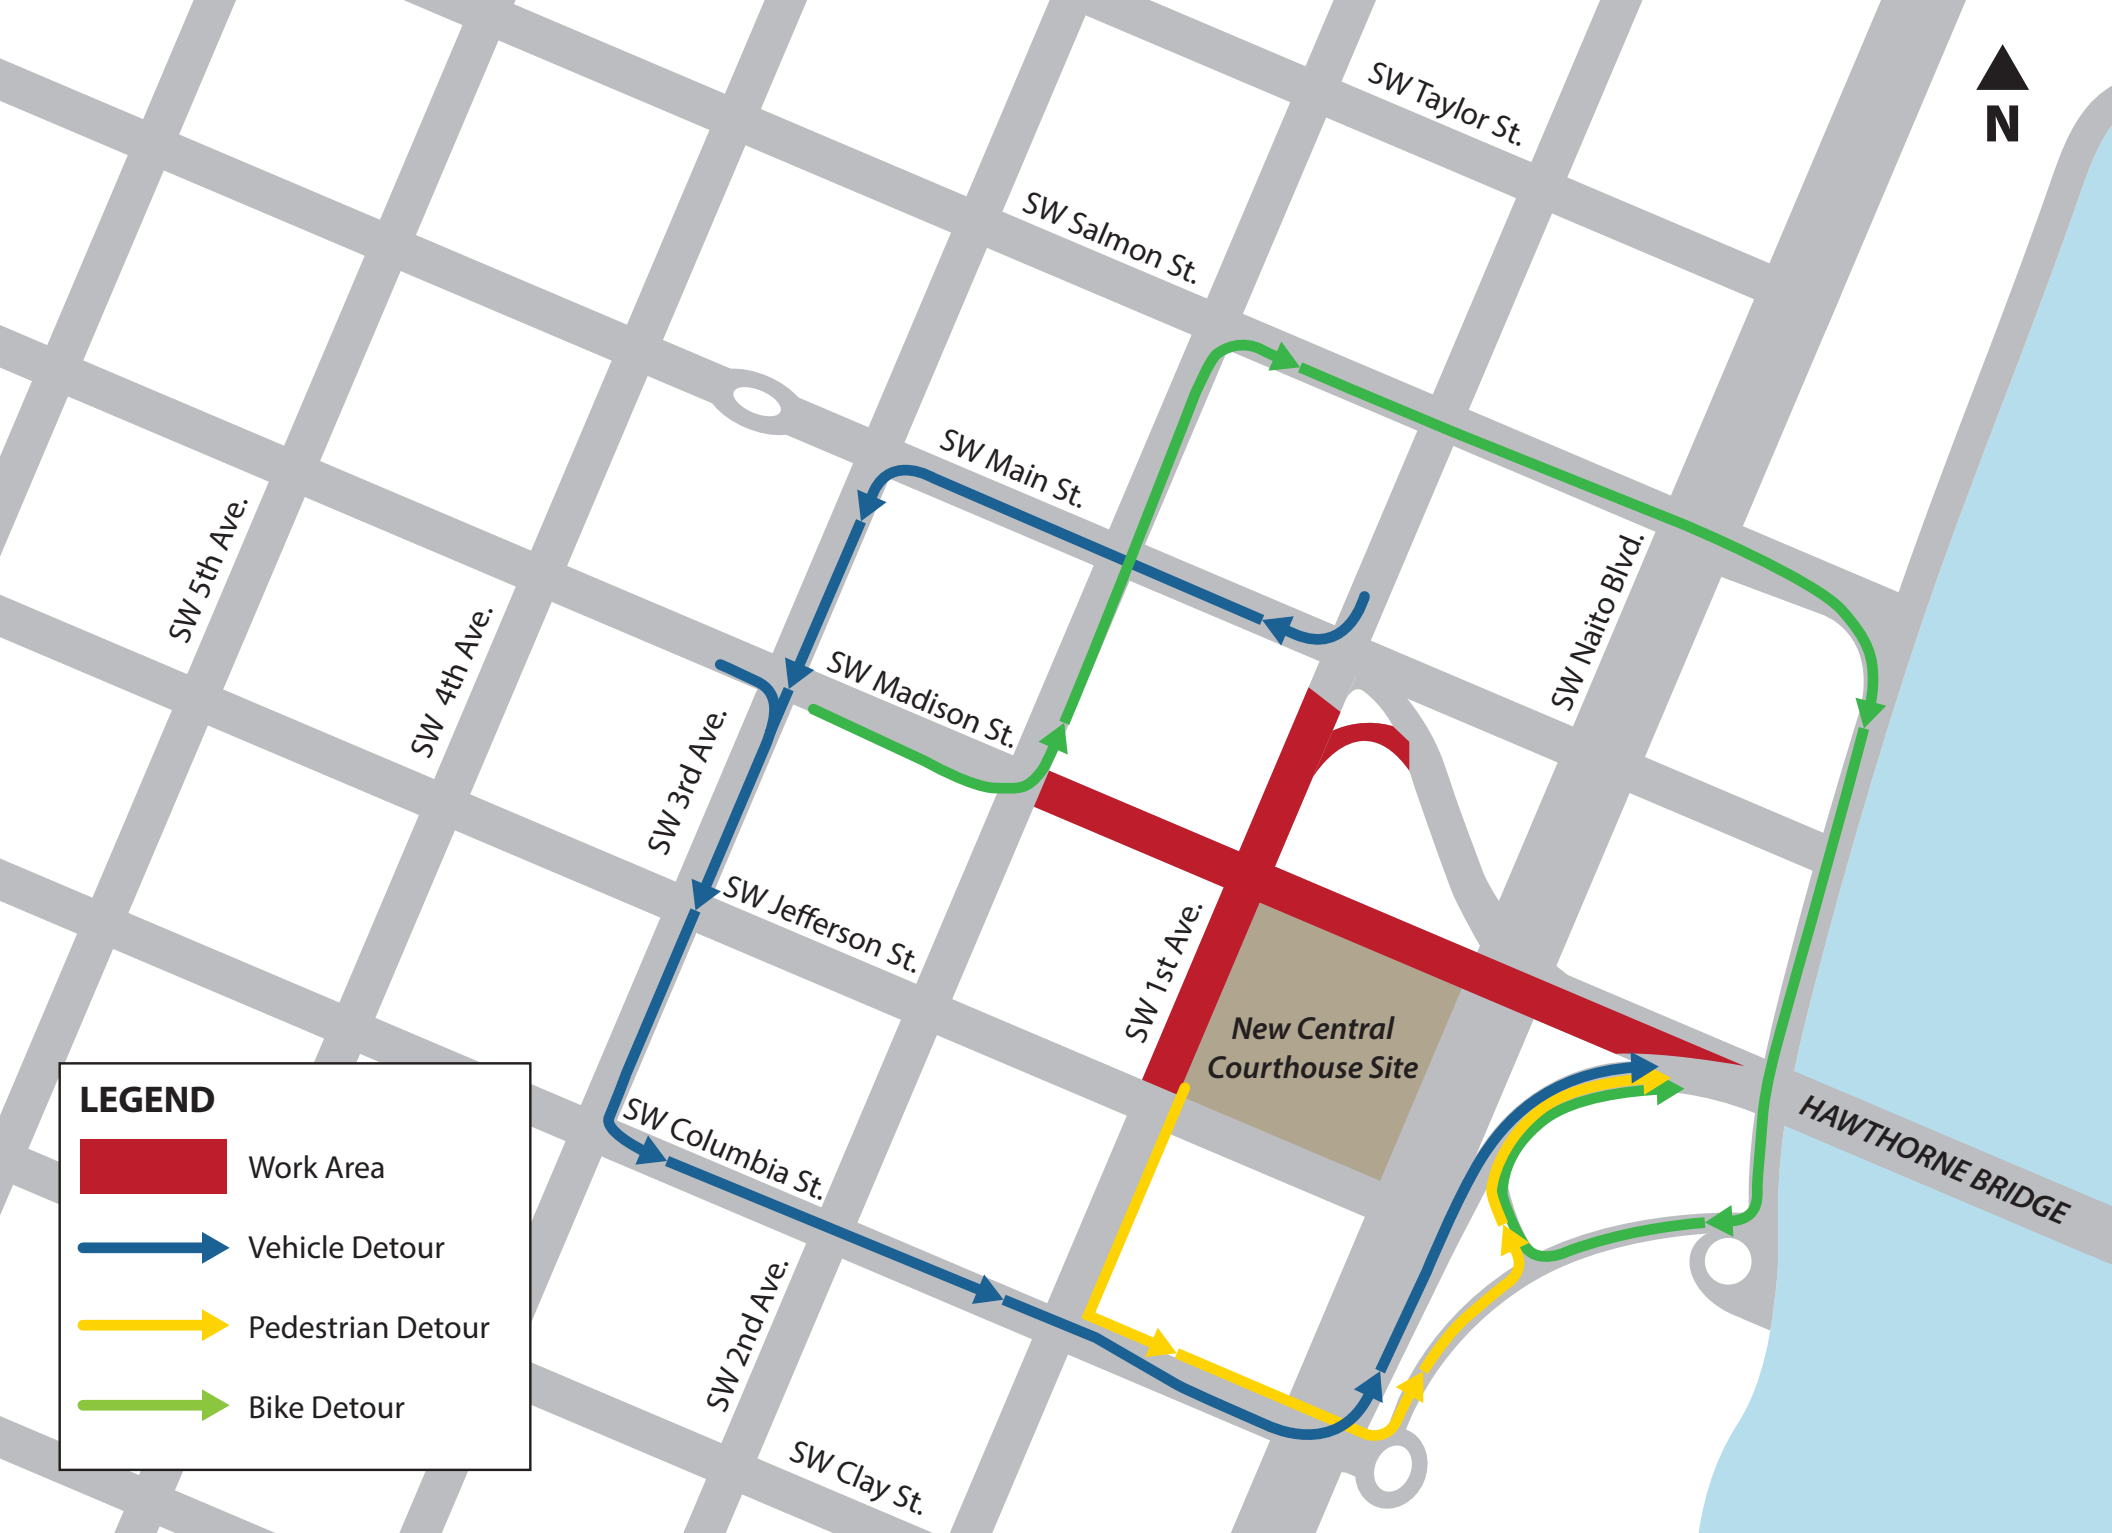 SW Taylor St.
N
SW Salmon St.
SW Main St.
SW 5th Ave.
SW Naito Blvd.
SW 4th Ave.
SW Madison St.
SW 3rd Ave.
SW Jefferson St.
SW 1st Ave.
New Central
Courthouse Site
SW Columbia St.
HAWTHORNE BRIDGE
SW 2nd Ave.
SW Clay St.
LEGEND
Work Area
Vehicle Detour
Pedestrian Detour
Bike Detour